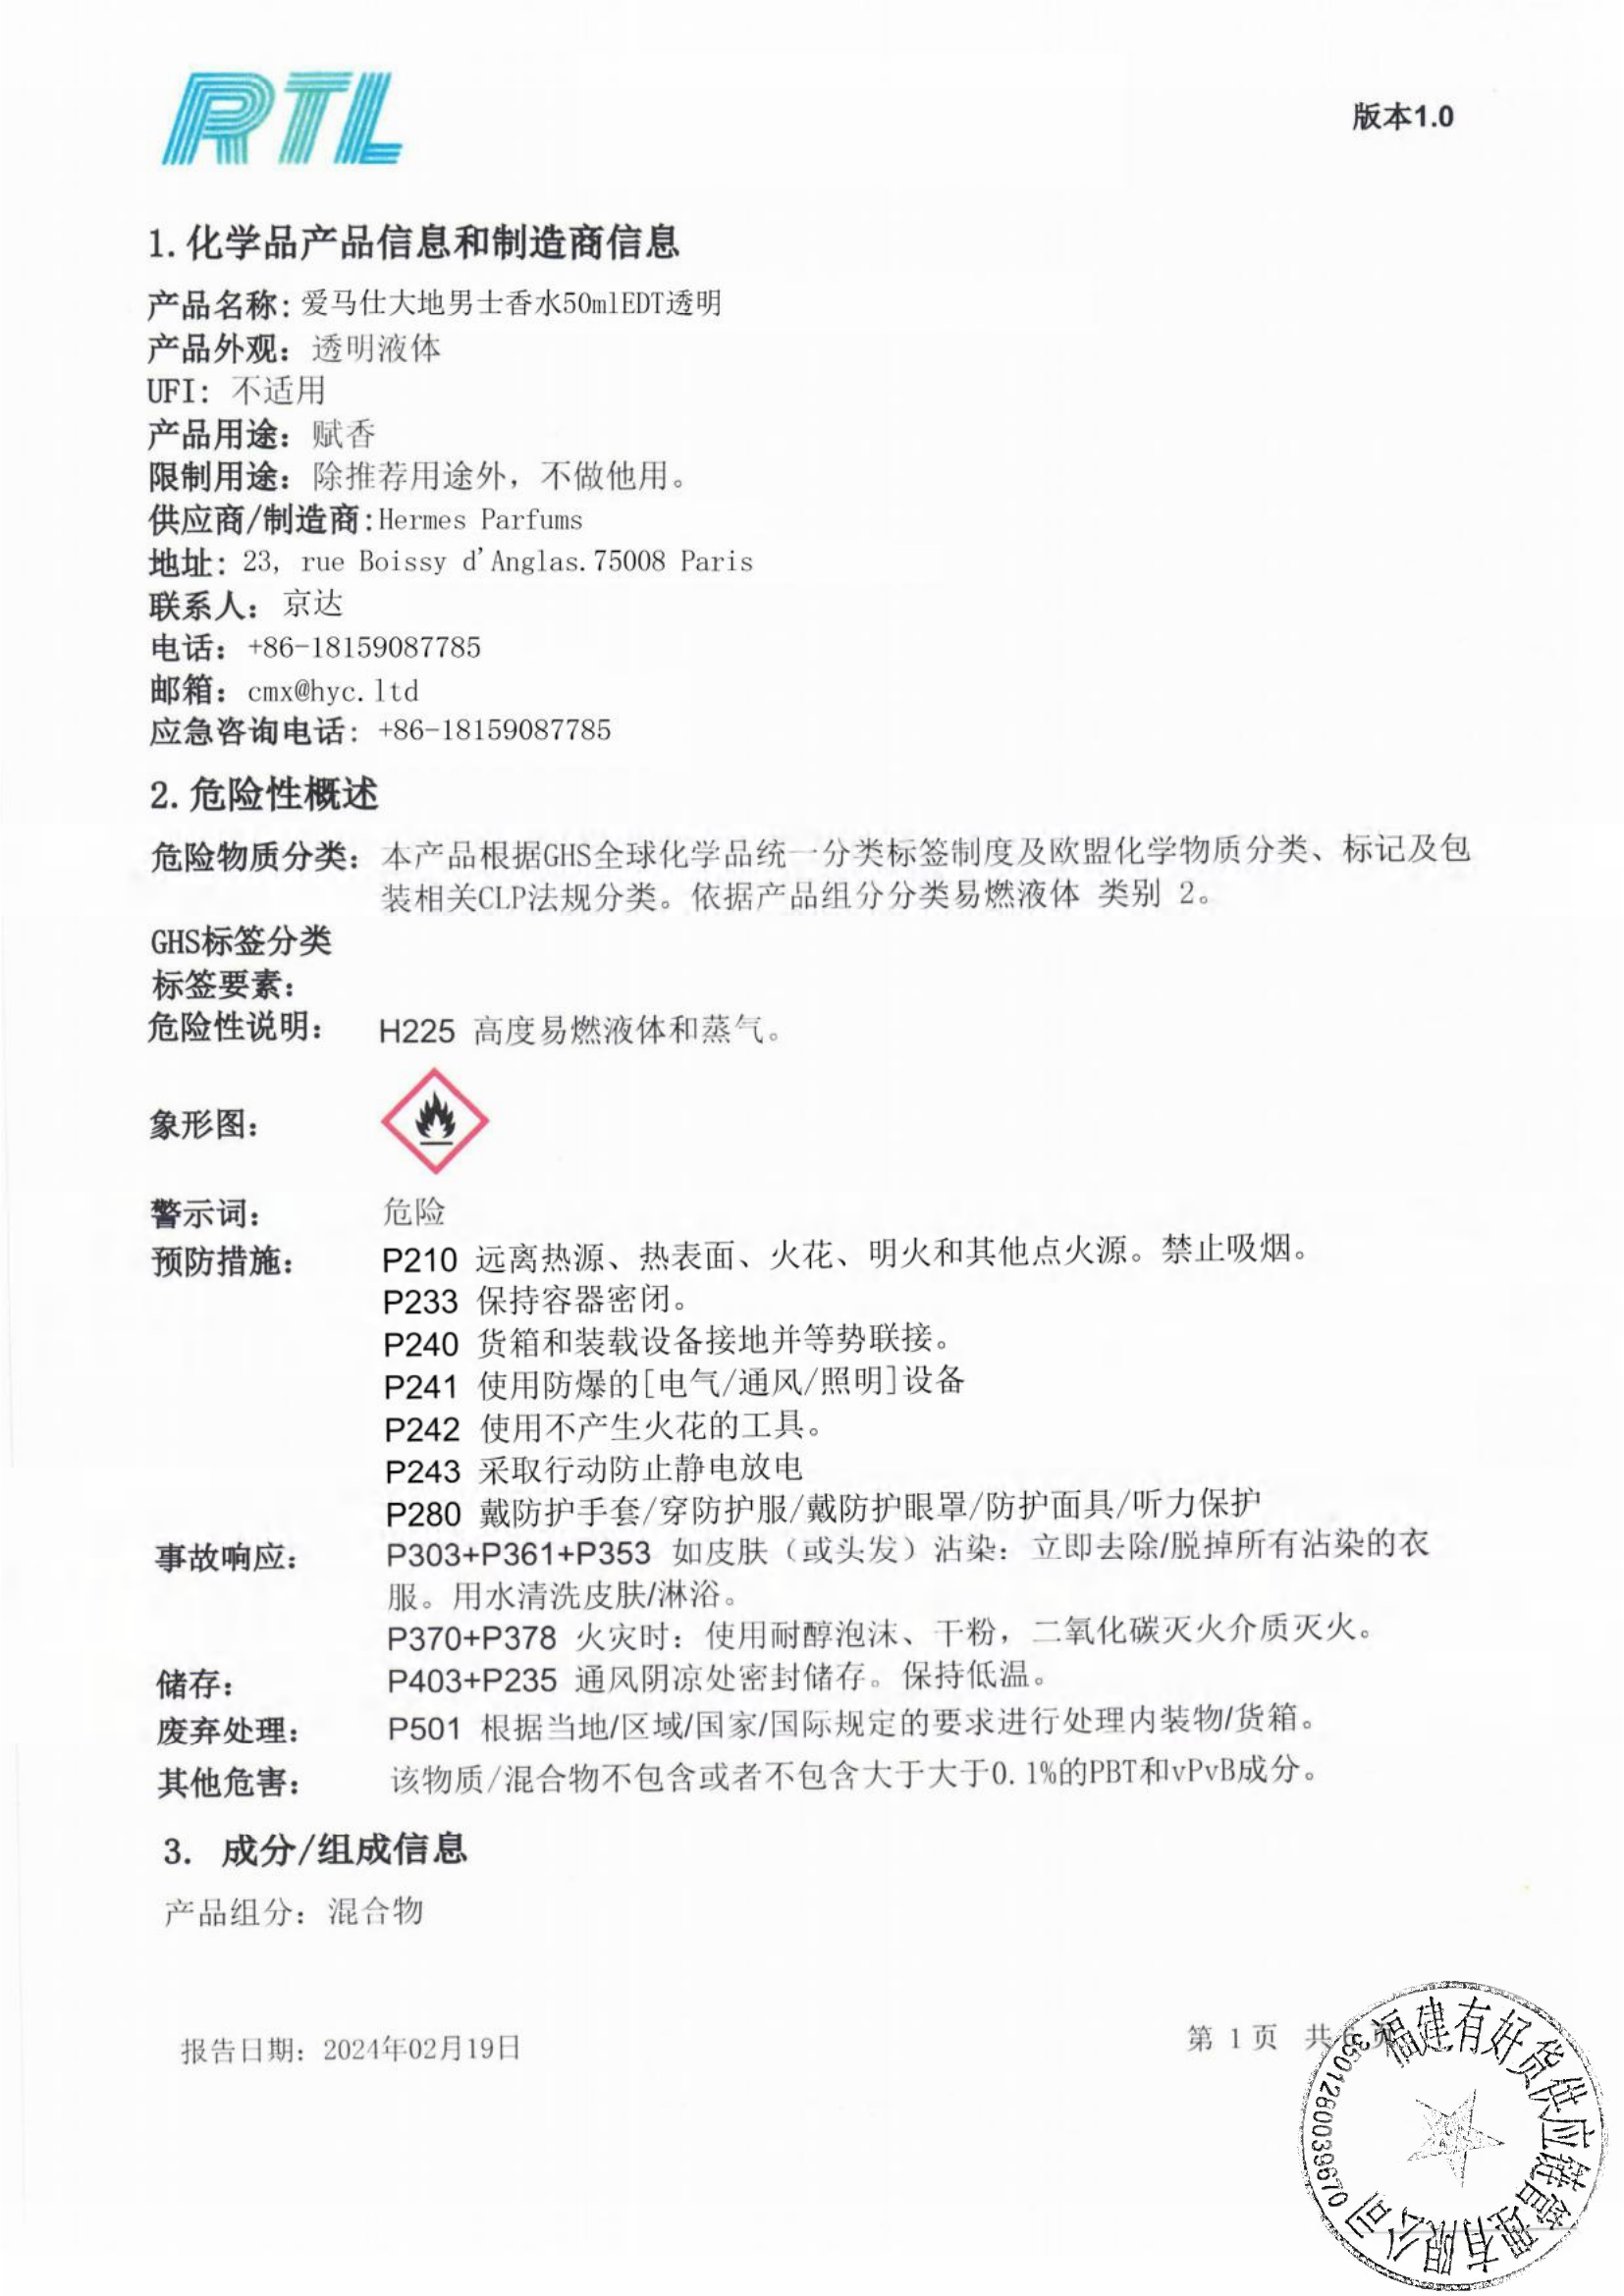 RTL
版本1.0
1.化学品产品信息和制造商信息
产品名称: 爱马仕大地男士香水50mlEDT透明
产品外观：透明液体
UFI: 不适用
产品用途：赋香
限制用途：除推荐用途外，不做他用。
供应商/制造商:Hermes Parfums
地址: 23, rue Boissy d'Anglas.75008 Paris
联系人：京达
电话：+86-18159087785
邮箱：cmx@hyc.ltd
应急咨询电话: +86-18159087785
2.危险性概述
危险物质分类：本产品根据GHS全球化学品统一分类标签制度及欧盟化学物质分类、标记及包
装相关CLP法规分类。依据产品组分分类易燃液体 类别 2。
GHS标签分类
标签要素：
危险性说明： H225 高度易燃液体和蒸气。
象形图：
警示词： 危险
预防措施： P210 远离热源、热表面、火花、明火和其他点火源。禁止吸烟。
P233 保持容器密闭。
P240 货箱和装载设备接地并等势联接。
P241 使用防爆的[电气/通风/照明]设备
P242 使用不产生火花的工具。
P243 采取行动防止静电放电
P280 戴防护手套/穿防护服/戴防护眼罩/防护面具/听力保护
事故响应： P303+P361+P353 如皮肤（或头发）沾染：立即去除/脱掉所有沾染的衣
服。用水清洗皮肤/淋浴。
P370+P378 火灾时：使用耐醇泡沫、干粉，二氧化碳灭火介质灭火。
储存： P403+P235 通风阴凉处密封储存。保持低温。
废弃处理： P501 根据当地/区域/国家/国际规定的要求进行处理内装物/货箱。
其他危害： 该物质/混合物不包含或者不包含大于大于0.1%的PBT和vPvB成分。
3. 成分/组成信息
产品组分：混合物
报告日期：2024年02月19日
第 1页 共6页
福建有好货供应链管理有限公司
3501260039670